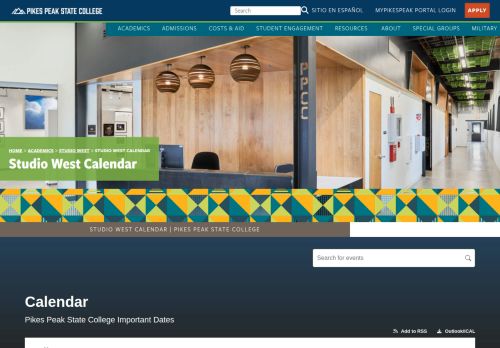 PIKES PEAK STATE COLLEGE
Search
SITIO EN ESPAÑOL
MYPIKESPEAK PORTAL LOGIN
APPLY
ACADEMICS ADMISSIONS COSTS & AID STUDENT ENGAGEMENT RESOURCES ABOUT SPECIAL GROUPS MILITARY
PPCC
HOME > ACADEMICS > STUDIO WEST > STUDIO WEST CALENDAR
Studio West Calendar
STUDIO WEST CALENDAR | PIKES PEAK STATE COLLEGE
Search for events
Calendar
Pikes Peak State College Important Dates
Add to RSS
Outlook/iCAL